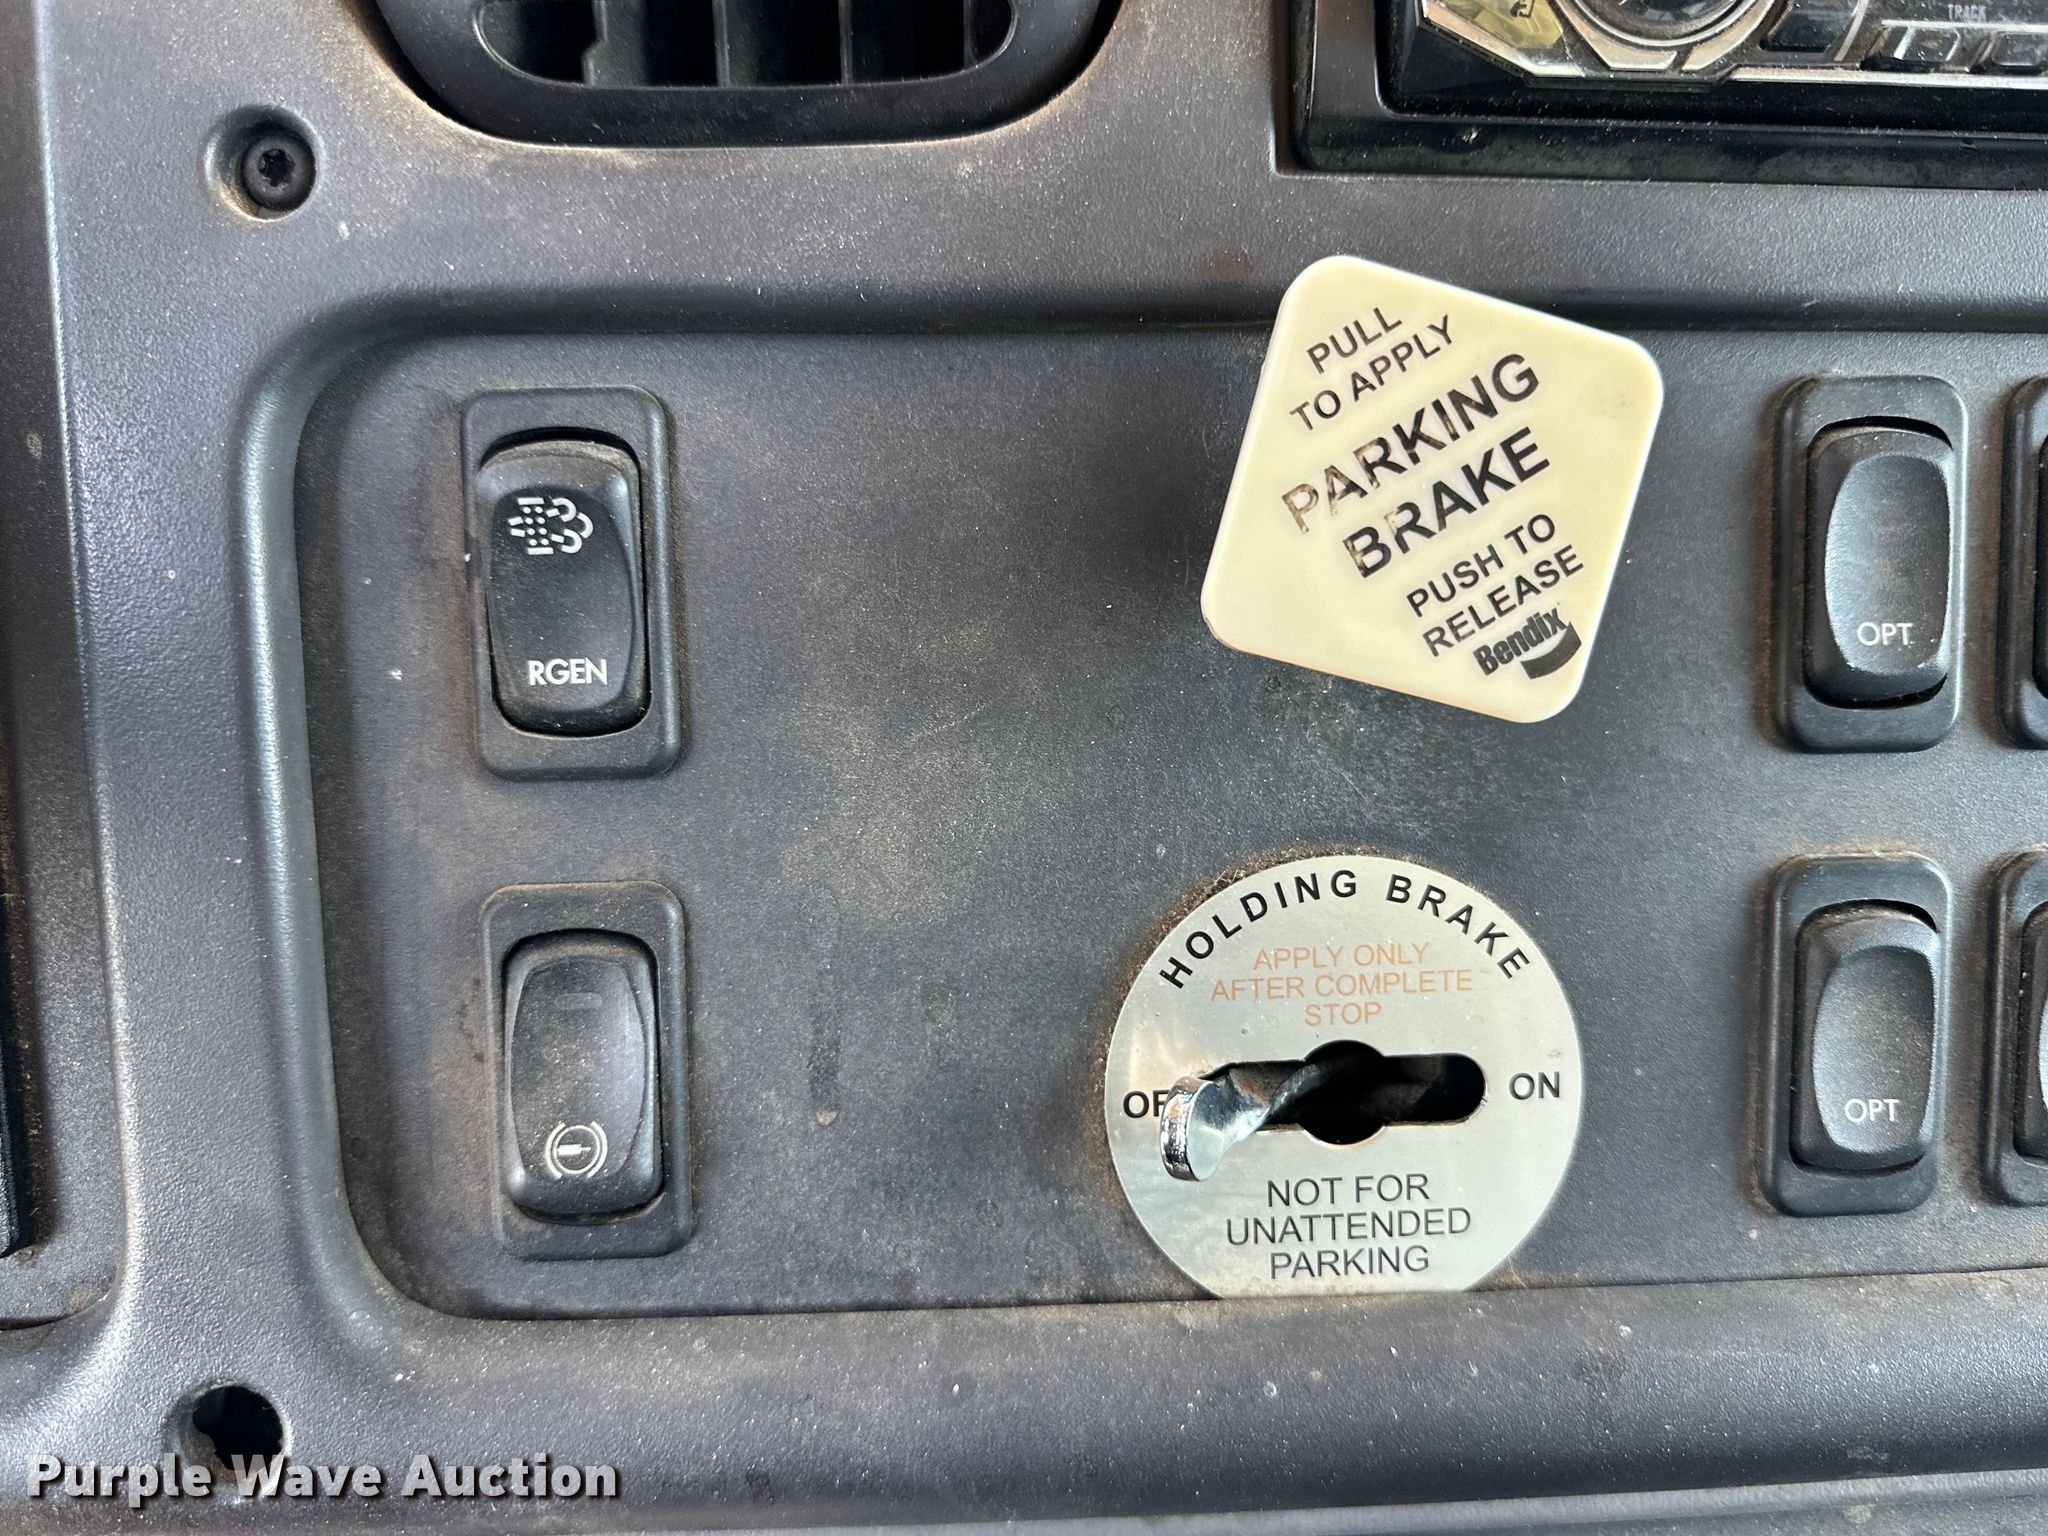 TRACK
PULL
TO APPLY
PARKING
BRAKE
PUSH TO
RELEASE
Bendix
RGEN
OPT
HOLDING BRAKE
APPLY ONLY
AFTER COMPLETE
STOP
ON
OPT
NOT FOR
UNATTENDED
PARKING
Purple Wave Auction